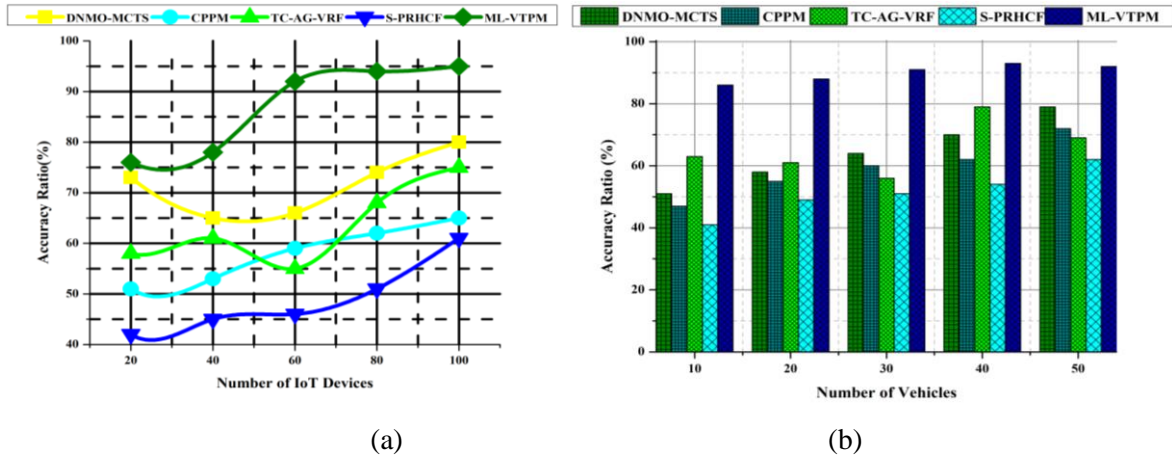 DNMO-MCTS CPPM TC-AG-VRF S-PRHCF ML-VTPM
100
90
80
70
60
50
40
Accuracy Ratio(%)
20 40 60 80 100
Number of IoT Devices
(a)
DNMO-MCTS CPPM TC-AG-VRF S-PRHCF ML-VTPM
100
80
60
40
20
0
Accuracy Ratio(%)
10 20 30 40 50
Number of Vehicles
(b)